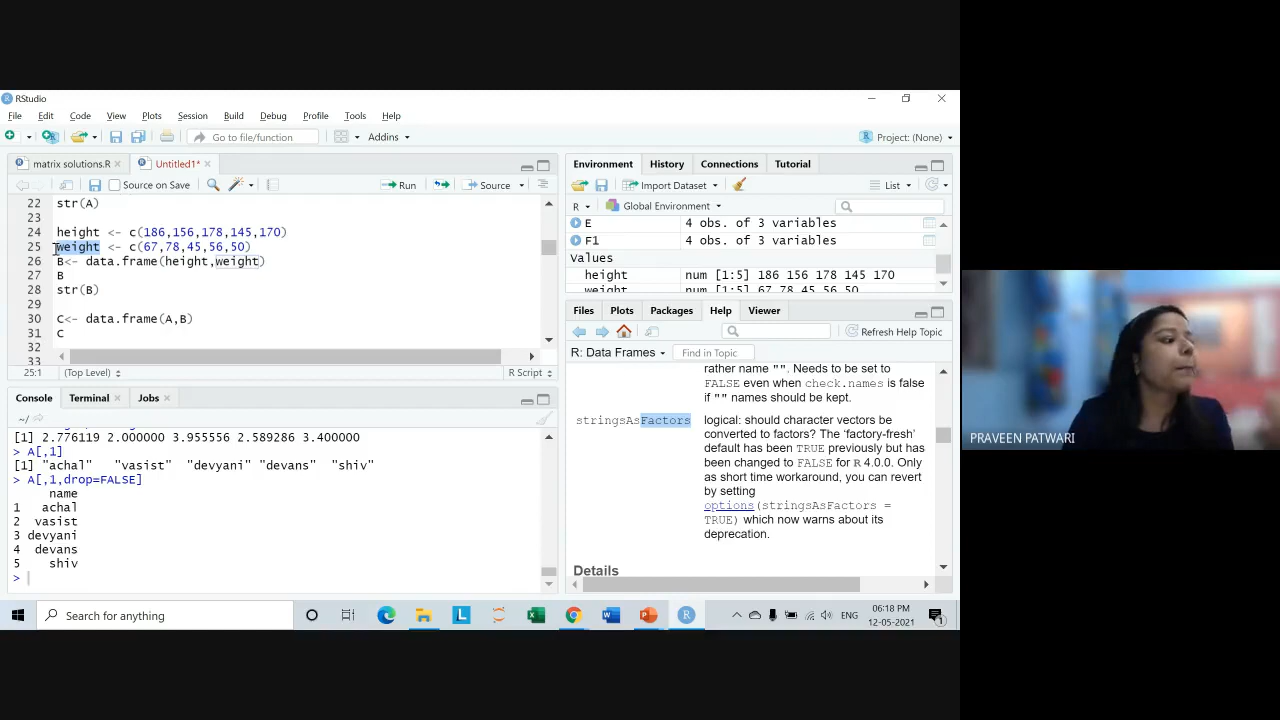 RStudio
File Edit Code View Plots Session Build Debug Profile Tools Help
Go to file/function Addins Project: (None)
matrix solutions.R Untitled1*
Source on Save Run Source
22 str(A)
23
24 height <- c(186,156,178,145,170)
25 weight <- c(67,78,45,56,50)
26 B<- data.frame(height,weight)
27 B
28 str(B)
29
30 C<- data.frame(A,B)
31 C
32
33
25:1 (Top Level) R Script
Console Terminal Jobs
~/
[1] 2.776119 2.000000 3.955556 2.589286 3.400000
> A[,1]
[1] "achal" "vasist" "devyani" "devans" "shiv"
> A[,1,drop=FALSE]
name
1 achal
2 vasist
3 devyani
4 devans
5 shiv
>
Environment History Connections Tutorial
Import Dataset List
R Global Environment
E 4 obs. of 3 variables
F1 4 obs. of 3 variables
Values
height num [1:5] 186 156 178 145 170
weight num [1:5] 67 78 45 56 50
Files Plots Packages Help Viewer
Refresh Help Topic
R: Data Frames Find in Topic
rather name "". Needs to be set to
FALSE even when check.names is false
if "" names should be kept.
stringsAsFactors logical: should character vectors be
converted to factors? The ‘factory-fresh’
default has been TRUE previously but has
been changed to FALSE for R 4.0.0. Only
as short time workaround, you can revert
by setting
options(stringsAsFactors =
TRUE) which now warns about its
deprecation.
Details
PRAVEEN PATWARI
Search for anything
ENG
06:18 PM
12-05-2021